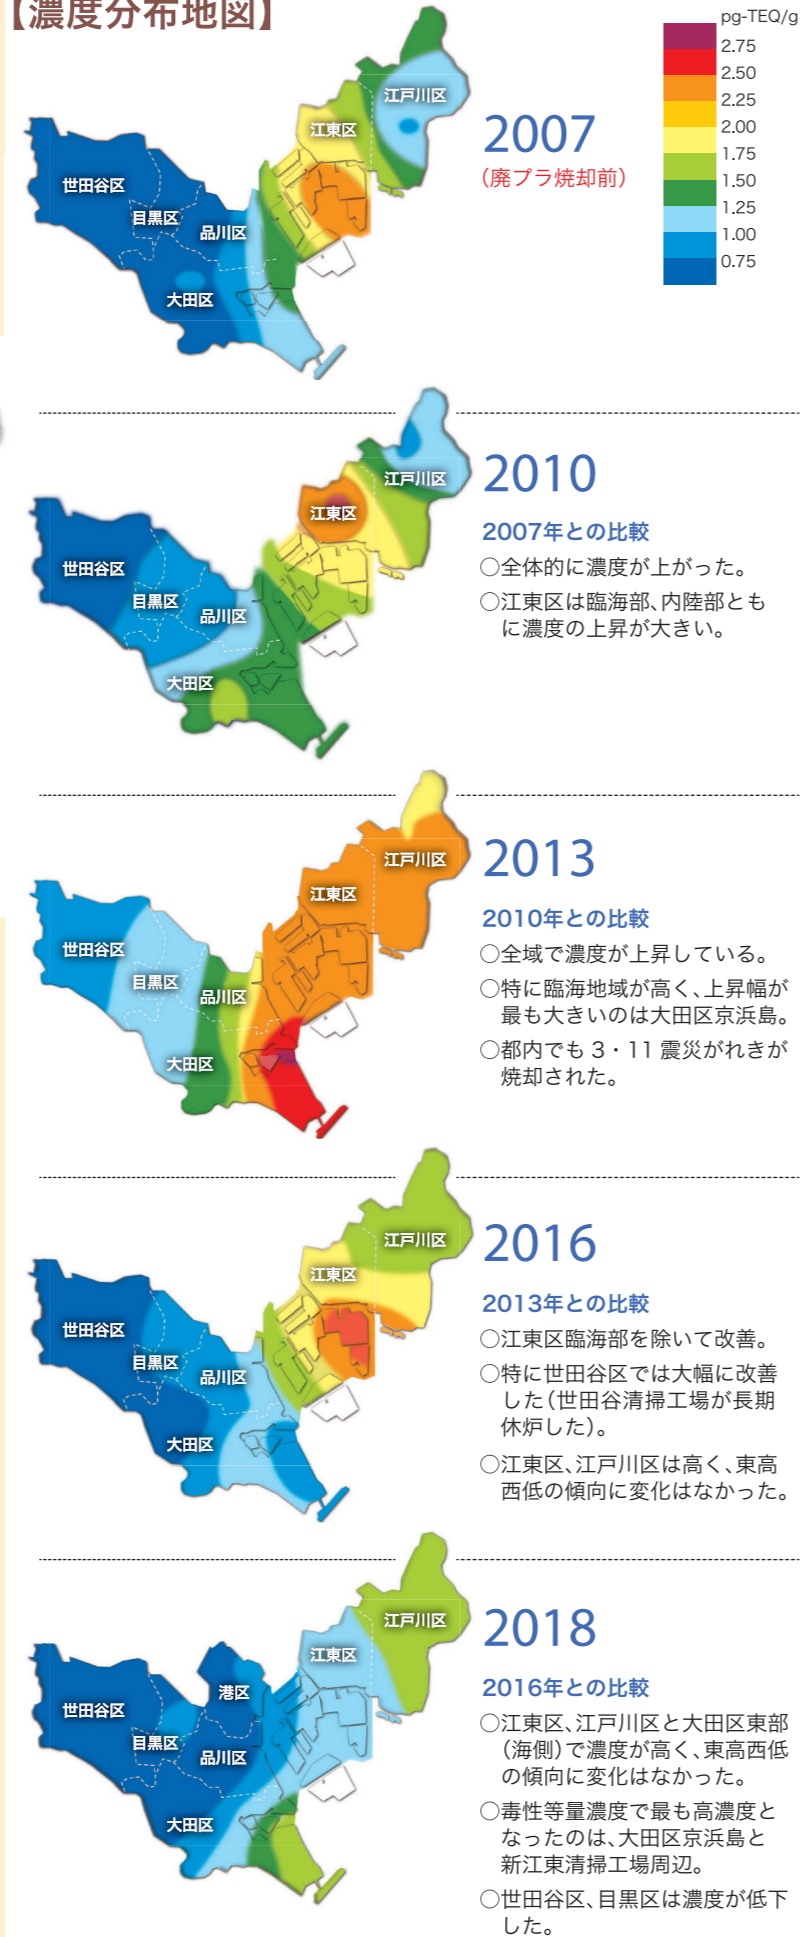 【濃度分布地図】
pg-TEQ/g
2.75
2.50
2.25
2.00
1.75
1.50
1.25
1.00
0.75
2007
（廃プラ焼却前）
江戸川区
江東区
世田谷区
目黒区
品川区
大田区
2010
2007年との比較
○全体的に濃度が上がった。
○江東区は臨海部、内陸部とも
に濃度の上昇が大きい。
江戸川区
江東区
世田谷区
目黒区
品川区
大田区
2013
2010年との比較
○全域で濃度が上昇している。
○特に臨海地域が高く、上昇幅が
最も大きいのは大田区京浜島。
○都内でも 3・11 震災がれきが
焼却された。
江戸川区
江東区
世田谷区
目黒区
品川区
大田区
2016
2013年との比較
○江東区臨海部を除いて改善。
○特に世田谷区では大幅に改善
した（世田谷清掃工場が長期
休炉した）。
○江東区、江戸川区は高く、東高
西低の傾向に変化はなかった。
江戸川区
江東区
世田谷区
目黒区
品川区
大田区
2018
2016年との比較
○江東区、江戸川区と大田区東部
（海側）で濃度が高く、東高西低
の傾向に変化はなかった。
○毒性等量濃度で最も高濃度と
なったのは、大田区京浜島と
新江東清掃工場周辺。
○世田谷区、目黒区は濃度が低下
した。
江戸川区
江東区
港区
世田谷区
目黒区
品川区
大田区